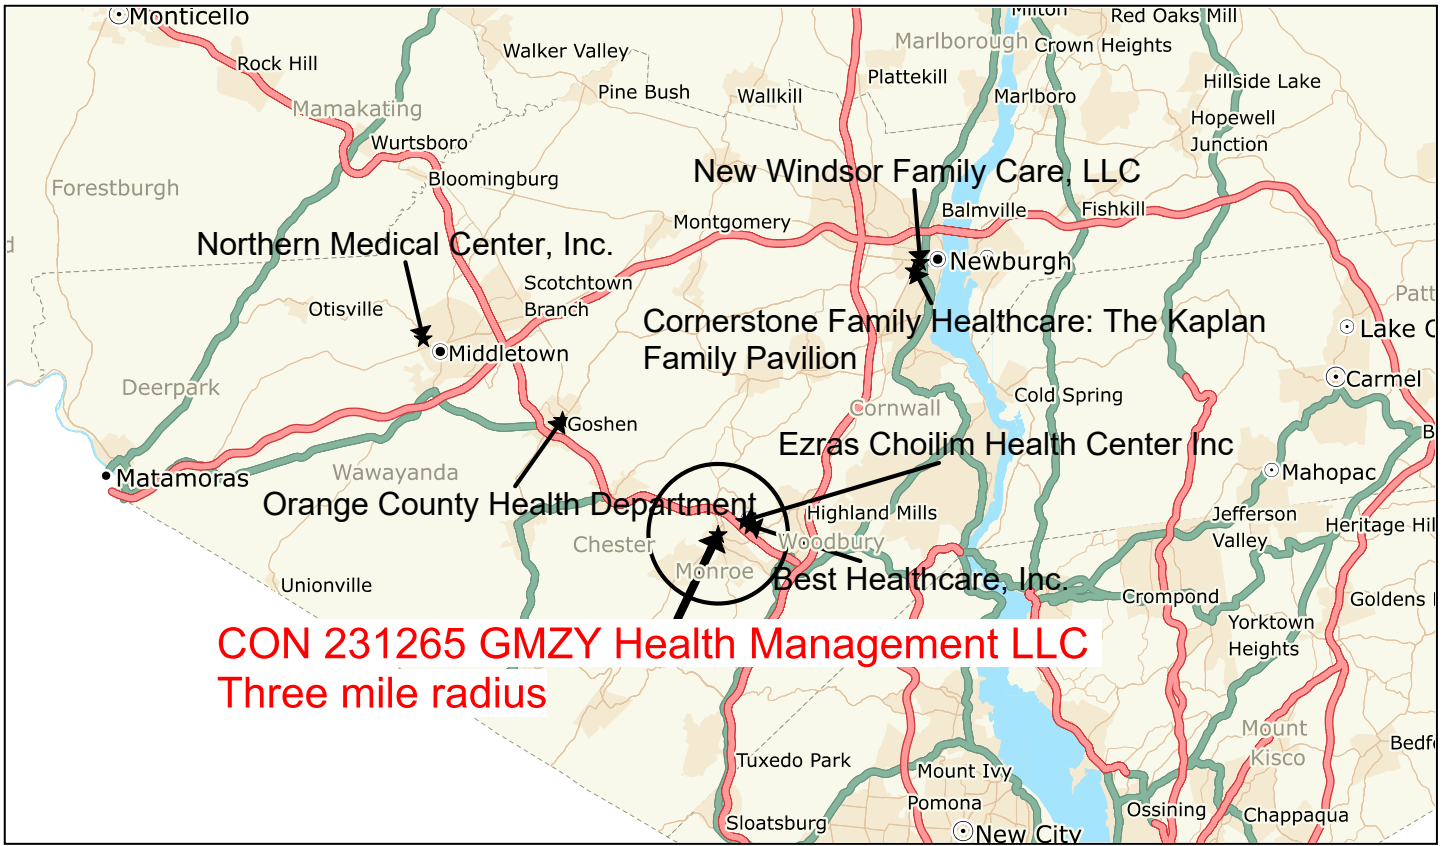 Monticello
Milton
Red Oaks Mill
Marlborough
Crown Heights
Walker Valley
Rock Hill
Plattekill
Hillside Lake
Pine Bush
Wallkill
Marlboro
Mamakating
Hopewell
Junction
Wurtsboro
New Windsor Family Care, LLC
Bloomingburg
Forestburgh
Balmville
Fishkill
Montgomery
Northern Medical Center, Inc.
Newburgh
Scotchtown
Branch
Otisville
Patt
Cornerstone Family Healthcare: The Kaplan
Family Pavilion
Lake C
Middletown
Carmel
Deerpark
Cold Spring
Cornwall
Goshen
B
Ezras Choilim Health Center Inc
Wawayanda
Matamoras
Mahopac
Orange County Health Department
Highland Mills
Jefferson
Valley
Heritage Hil
Chester
Woodbury
Monroe
Best Healthcare, Inc.
Unionville
Crompond
Goldens
Yorktown
Heights
CON 231265 GMZY Health Management LLC
Three mile radius
Mount
Kisco
Bedf
Tuxedo Park
Mount Ivy
Pomona
Ossining
Chappaqua
Sloatsburg
New City